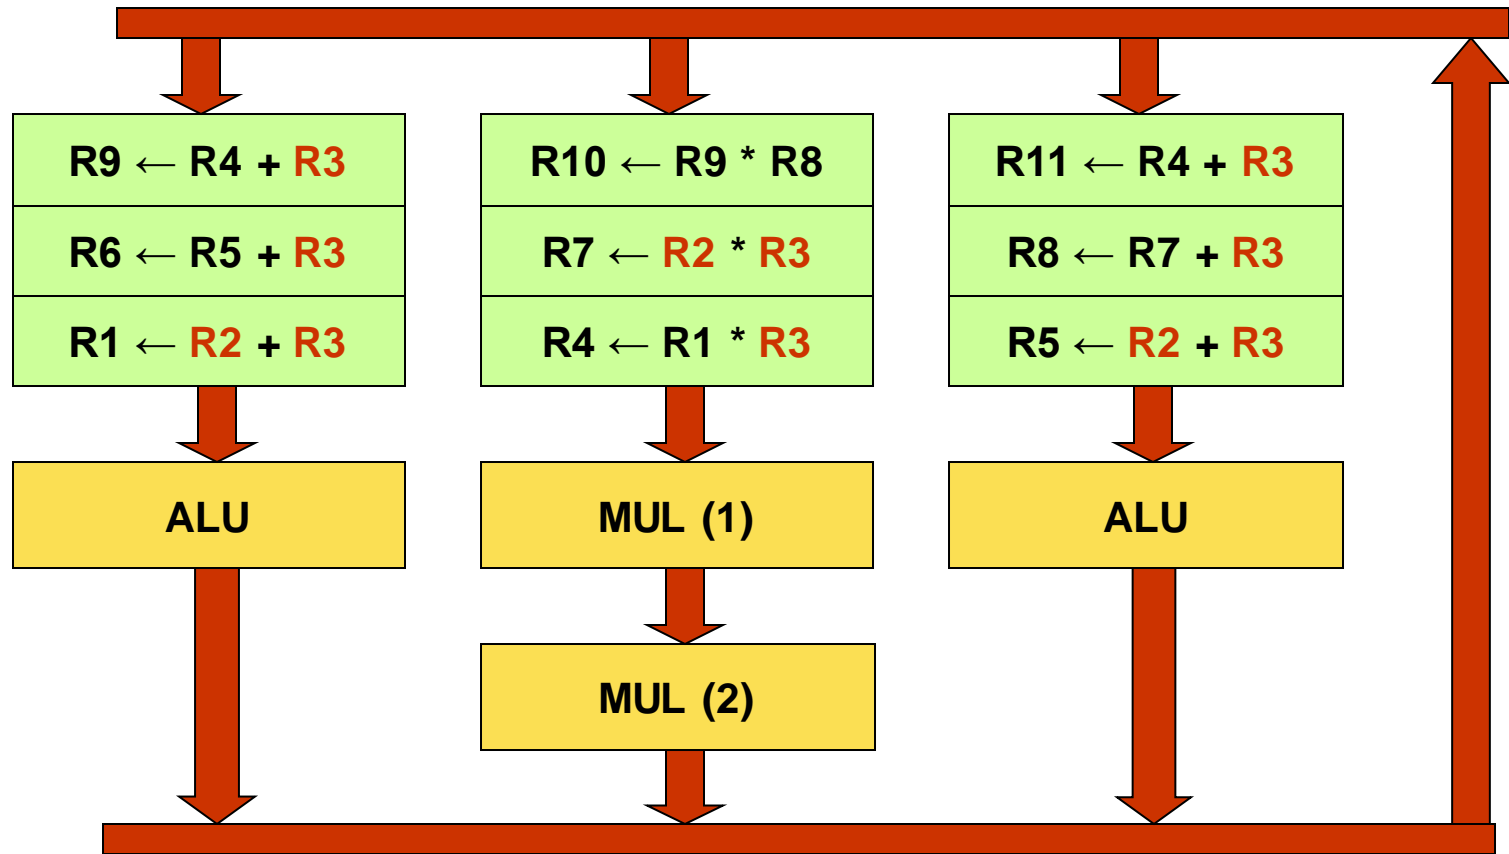 R9 ← R4 + R3
R6 ← R5 + R3
R1 ← R2 + R3
R10 ← R9 * R8
R7 ← R2 * R3
R4 ← R1 * R3
R11 ← R4 + R3
R8 ← R7 + R3
R5 ← R2 + R3
ALU
MUL (1)
ALU
MUL (2)